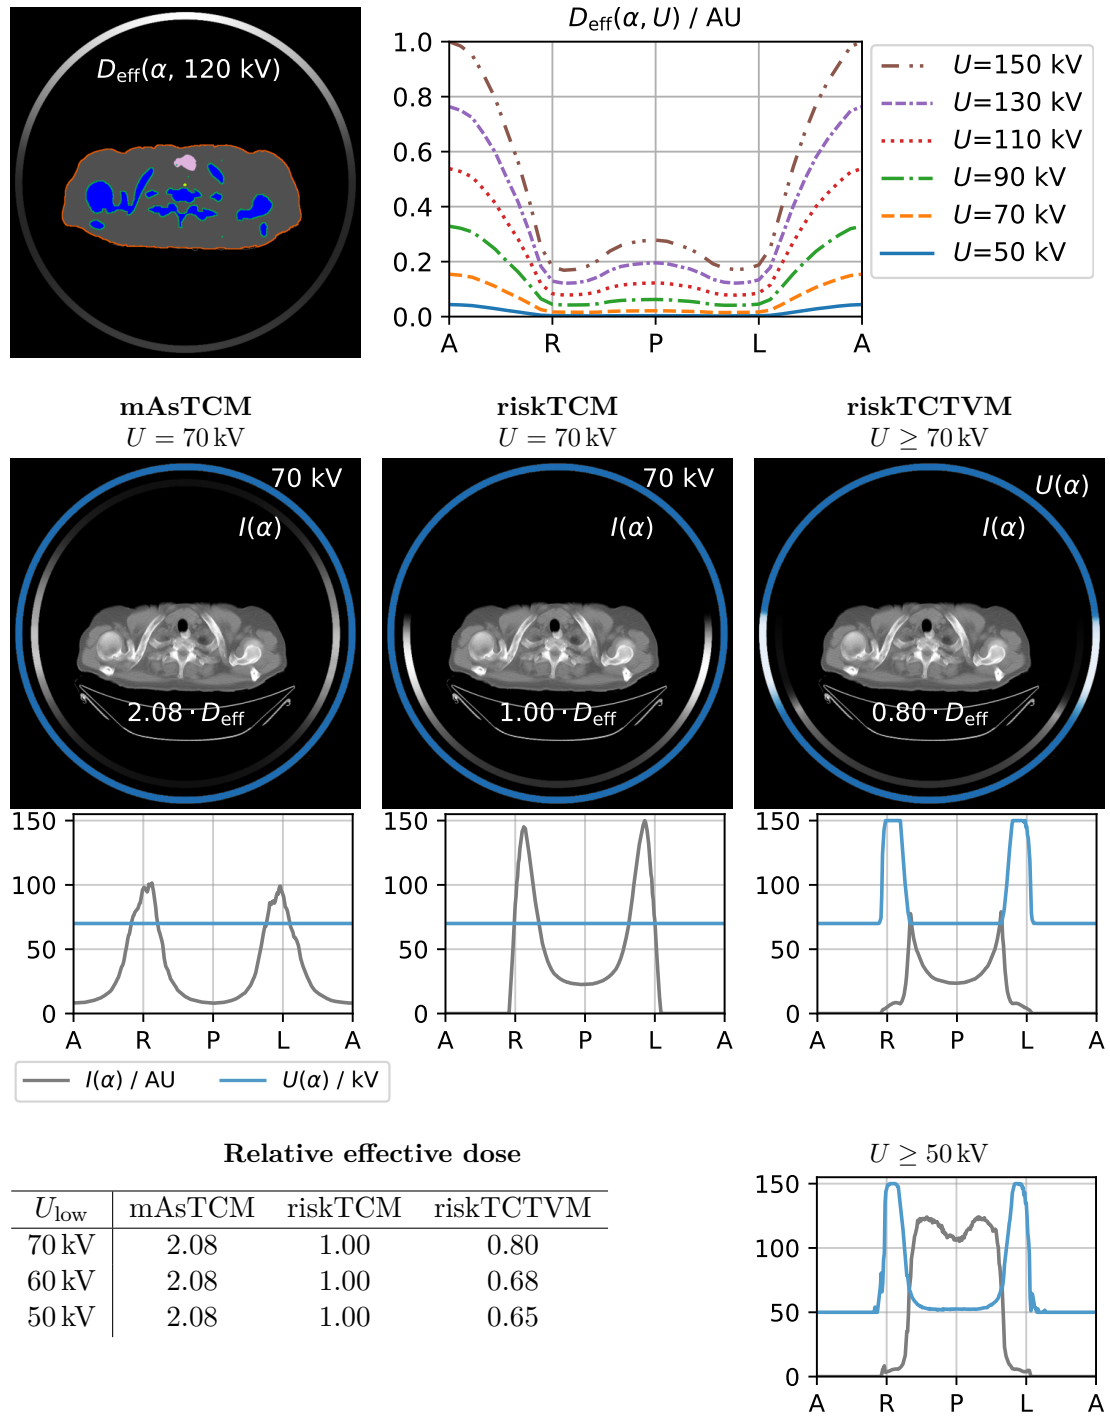 D_eff(α, U) / AU
D_eff(α, 120 kV)
1.0
0.8
0.6
0.4
0.2
0.0
A R P L A
U=150 kV
U=130 kV
U=110 kV
U=90 kV
U=70 kV
U=50 kV
mAsTCM riskTCM riskTCTVM
U = 70 kV U = 70 kV U ≥ 70 kV
70 kV 70 kV U(α)
I(α) I(α) I(α)
2.08 · D_eff 1.00 · D_eff 0.80 · D_eff
150 150 150
100 100 100
50 50 50
0 0 0
A R P L A A R P L A A R P L A
I(α) / AU U(α) / kV
Relative effective dose
U_low mAsTCM riskTCM riskTCTVM
70 kV 2.08 1.00 0.80
60 kV 2.08 1.00 0.68
50 kV 2.08 1.00 0.65
U ≥ 50 kV
150
100
50
0
A R P L A